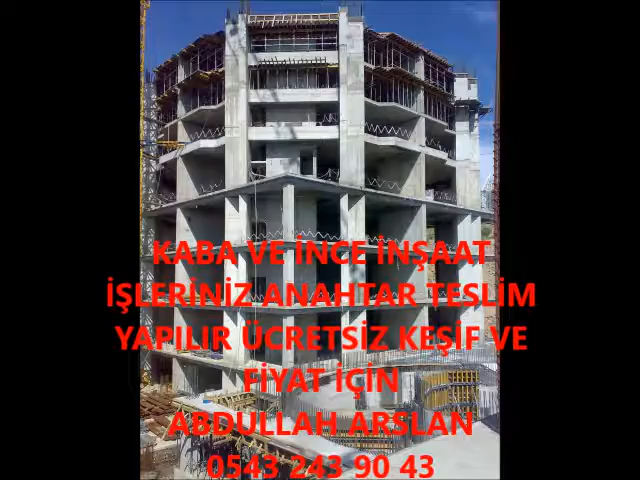 KABA VE İNCE İNŞAAT
İŞLERİNİZ ANAHTAR TESLİM
YAPILIR ÜCRETSİZ KEŞİF VE
FİYAT İÇİN
ABDULLAH ARSLAN
0543 243 90 43